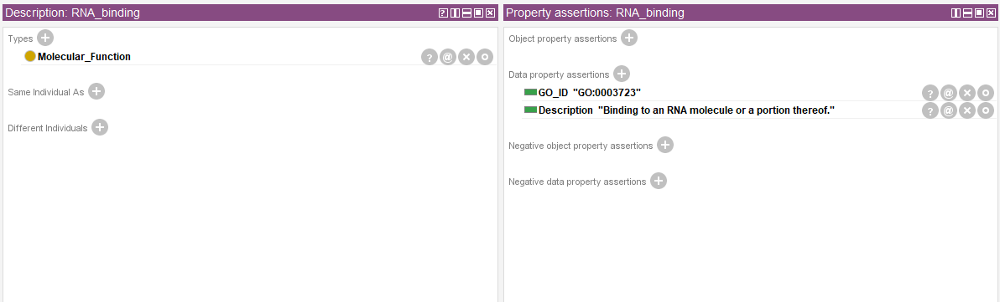 Description: RNA_binding
Types
Molecular_Function
Same Individual As
Different Individuals
Property assertions: RNA_binding
Object property assertions
Data property assertions
GO_ID "GO:0003723"
Description "Binding to an RNA molecule or a portion thereof."
Negative object property assertions
Negative data property assertions